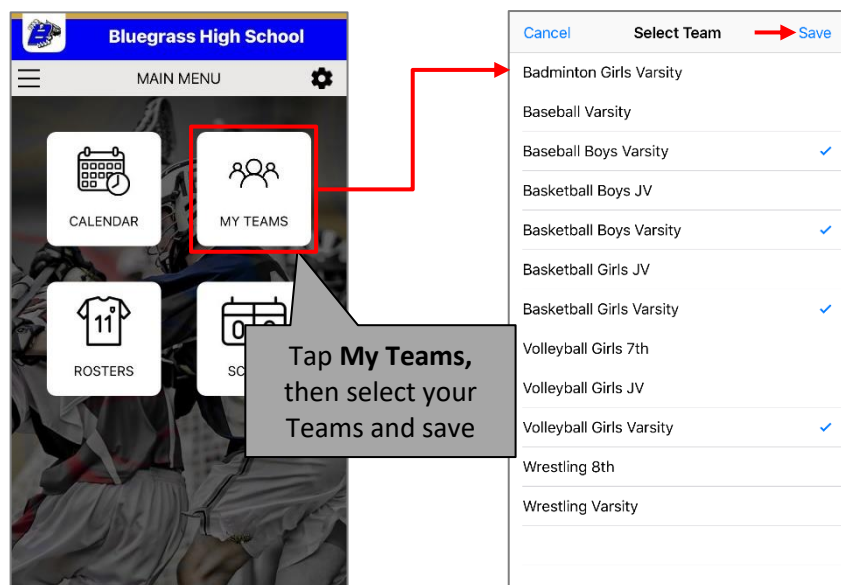 Bluegrass High School
MAIN MENU
CALENDAR
MY TEAMS
11
ROSTERS
Tap My Teams,
then select your
Teams and save
Cancel
Select Team
Save
Badminton Girls Varsity
Baseball Varsity
Baseball Boys Varsity
Basketball Boys JV
Basketball Boys Varsity
Basketball Girls JV
Basketball Girls Varsity
Volleyball Girls 7th
Volleyball Girls JV
Volleyball Girls Varsity
Wrestling 8th
Wrestling Varsity